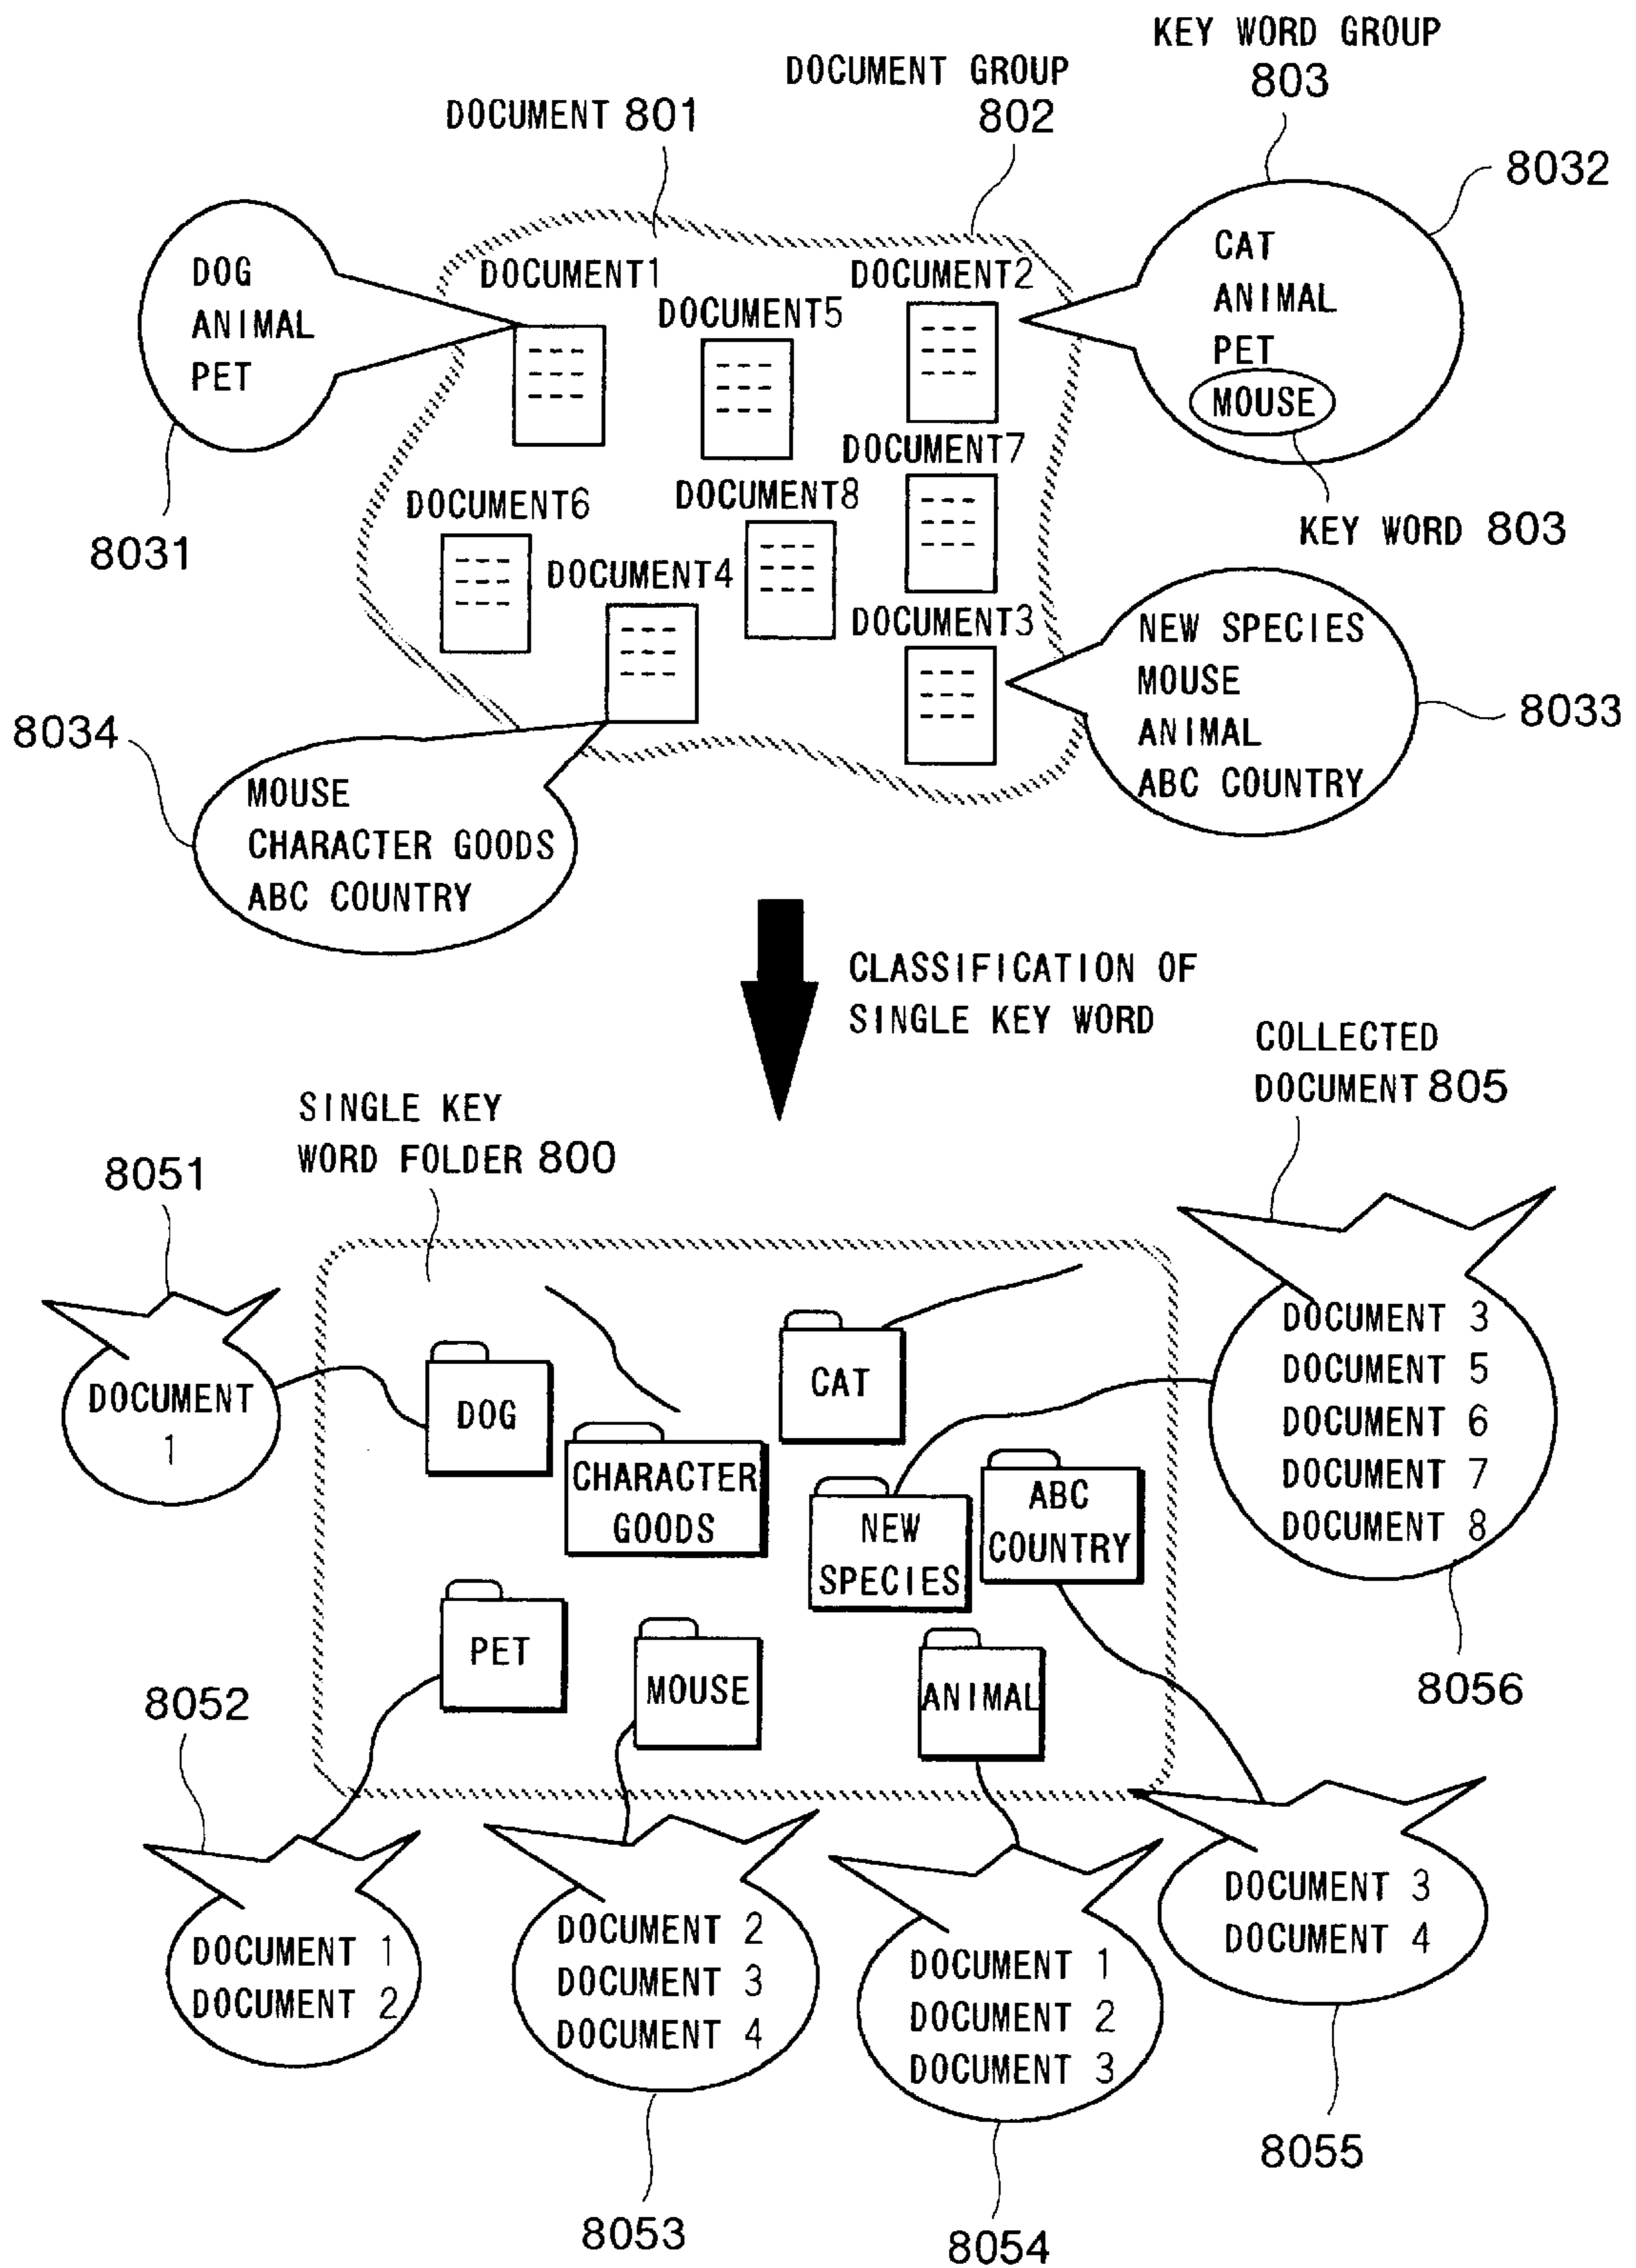 KEY WORD GROUP
803
DOCUMENT GROUP
802
DOCUMENT 801
8032
DOG
ANIMAL
PET
8031
DOCUMENT1
DOCUMENT5
DOCUMENT2
CAT
ANIMAL
PET
MOUSE
KEY WORD 803
DOCUMENT7
DOCUMENT6
DOCUMENT8
DOCUMENT4
DOCUMENT3
NEW SPECIES
MOUSE
ANIMAL
ABC COUNTRY
8033
8034
MOUSE
CHARACTER GOODS
ABC COUNTRY
CLASSIFICATION OF
SINGLE KEY WORD
COLLECTED
DOCUMENT 805
SINGLE KEY
WORD FOLDER 800
8051
DOCUMENT
1
DOG
CHARACTER
GOODS
CAT
NEW
SPECIES
ABC
COUNTRY
DOCUMENT 3
DOCUMENT 5
DOCUMENT 6
DOCUMENT 7
DOCUMENT 8
8056
PET
MOUSE
ANIMAL
8052
DOCUMENT 1
DOCUMENT 2
DOCUMENT 2
DOCUMENT 3
DOCUMENT 4
8053
DOCUMENT 1
DOCUMENT 2
DOCUMENT 3
8054
DOCUMENT 3
DOCUMENT 4
8055